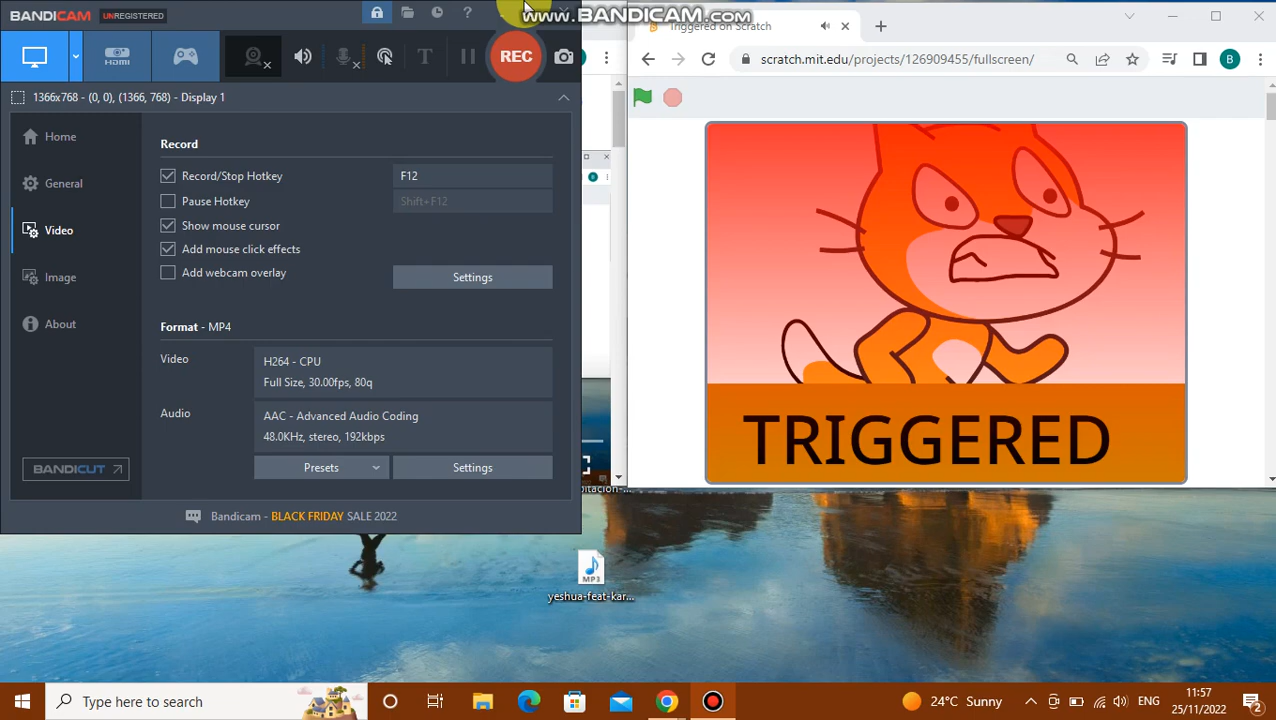 BANDICAM UNREGISTERED
www.BANDICAM.com
HDMI
REC
1366x768 - (0, 0), (1366, 768) - Display 1
Home
General
Video
Image
About
BANDICUT
Record
Record/Stop Hotkey F12
Pause Hotkey Shift+F12
Show mouse cursor
Add mouse click effects
Add webcam overlay
Settings
Format - MP4
Video
H264 - CPU
Full Size, 30.00fps, 80q
Audio
AAC - Advanced Audio Coding
48.0KHz, stereo, 192kbps
Presets
Settings
Bandicam - BLACK FRIDAY SALE 2022
Triggered on Scratch
scratch.mit.edu/projects/126909455/fullscreen/
B
TRIGGERED
MP3
yeshua-feat-kar...
Type here to search
24°C Sunny
ENG
11:57
25/11/2022
2